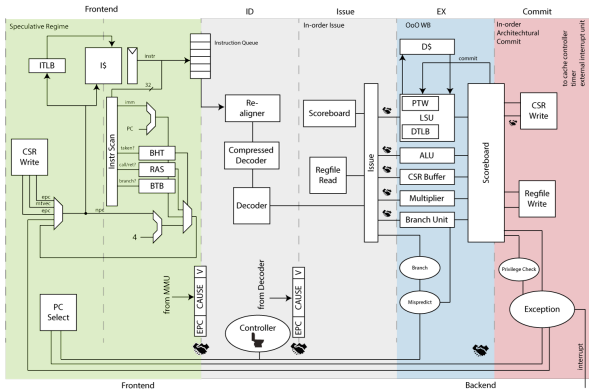 Frontend
ID
Issue
EX
Commit
Speculative Regime
In-order Issue
OoO WB
In-order
Architechtural
Commit
to cache controller
timer
external interrupt unit
ITLB
I$
instr
32
Instruction Queue
D$
commit
PTW
LSU
DTLB
Scoreboard
Re-
aligner
CSR
Write
Instr Scan
imm
PC
taken?
BHT
call/ret?
RAS
branch?
BTB
Compressed
Decoder
Decoder
Regfile
Read
Issue
ALU
CSR Buffer
Multiplier
Branch Unit
Scoreboard
CSR
Write
Regfile
Write
epc
mtvec
epc
npc
4
Branch
Mispredict
Privilege Check
Exception
from MMU
EPC
CAUSE
V
from Decoder
EPC
CAUSE
V
PC
Select
Controller
Interrupt
Frontend
Backend